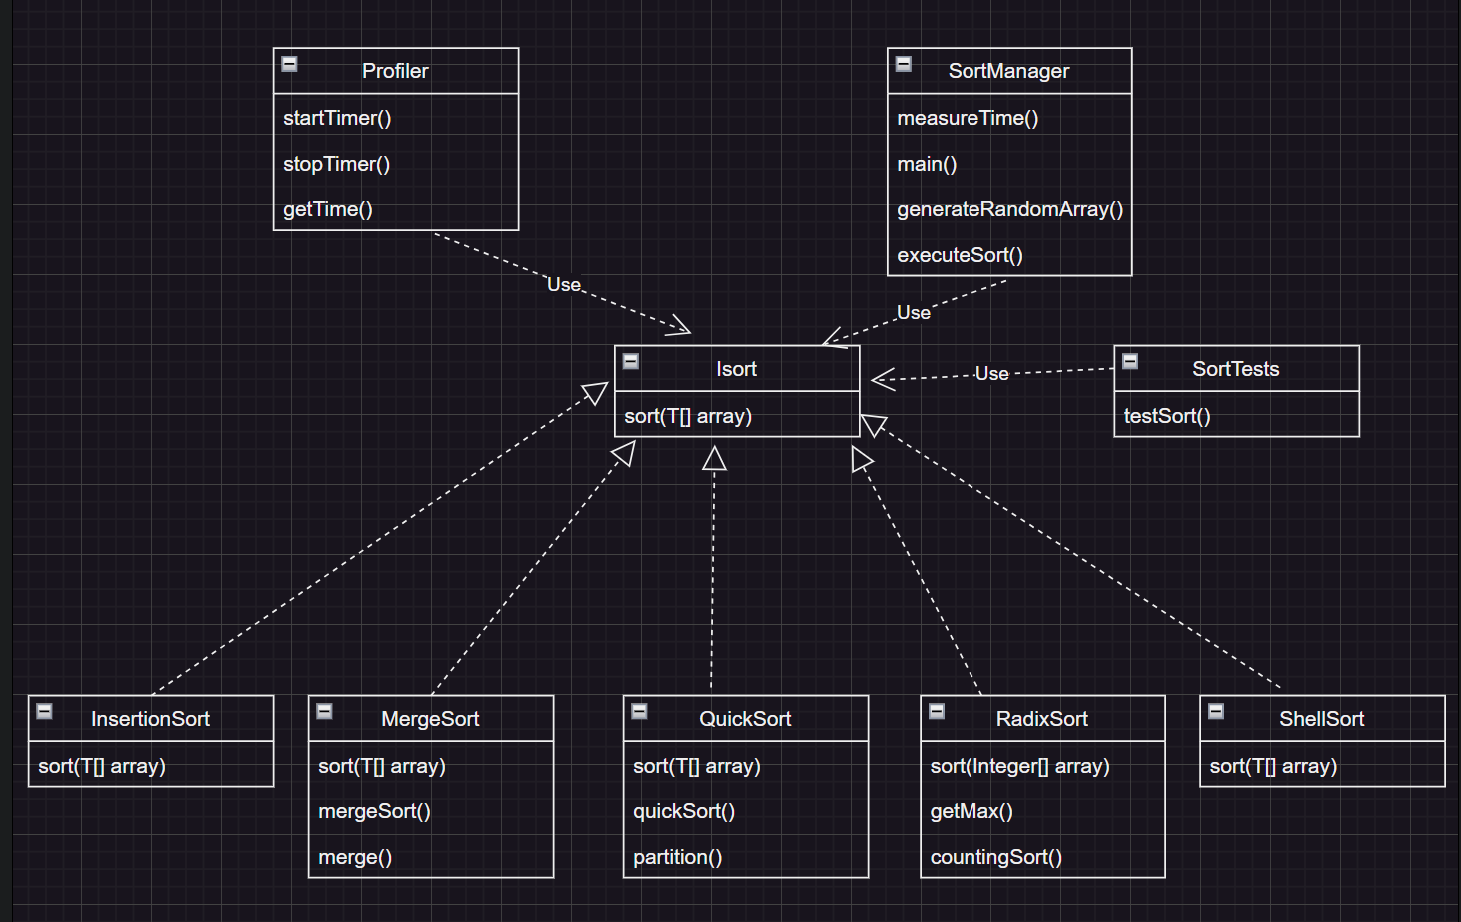 Profiler
startTimer()
stopTimer()
getTime()
SortManager
measureTime()
main()
generateRandomArray()
executeSort()
Use
Use
Use
Isort
sort(T[] array)
SortTests
testSort()
InsertionSort
sort(T[] array)
MergeSort
sort(T[] array)
mergeSort()
merge()
QuickSort
sort(T[] array)
quickSort()
partition()
RadixSort
sort(Integer[] array)
getMax()
countingSort()
ShellSort
sort(T[] array)